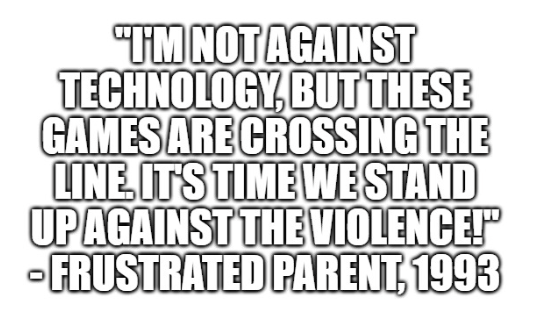 "I'M NOT AGAINST
TECHNOLOGY, BUT THESE
GAMES ARE CROSSING THE
LINE. IT'S TIME WE STAND
UP AGAINST THE VIOLENCE!"
- FRUSTRATED PARENT, 1993